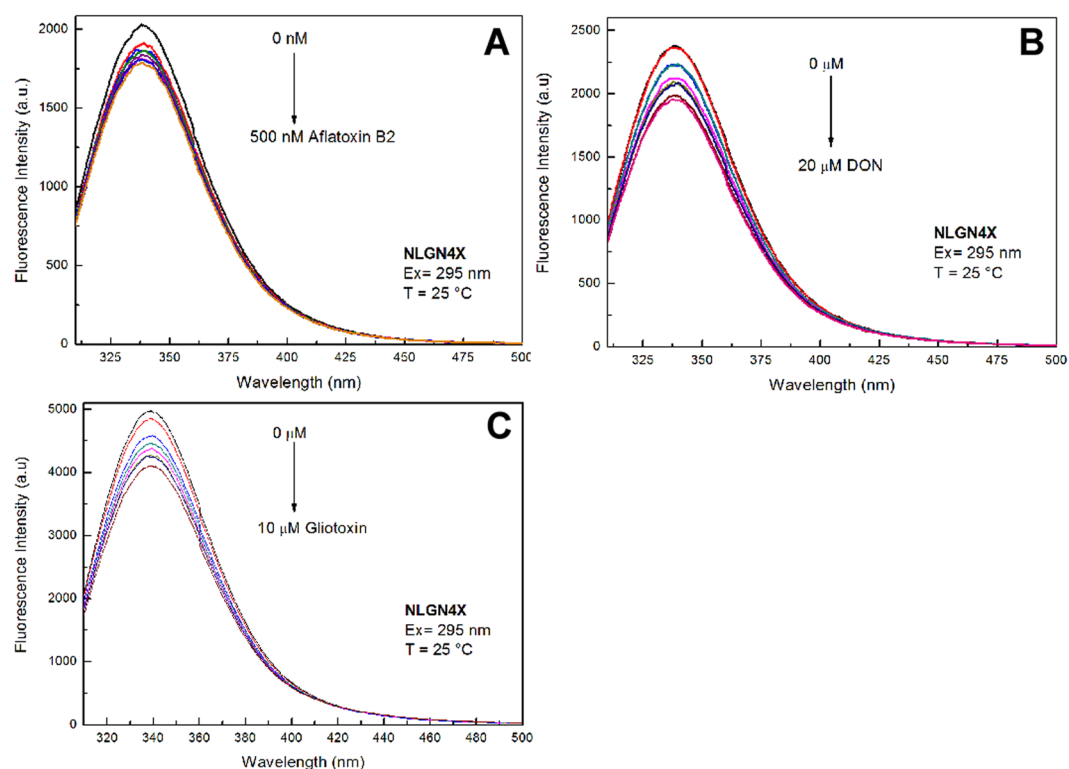 A
2000
1500
1000
500
0
Fluorescence Intensity (a.u.)
0 nM
500 nM Aflatoxin B2
NLGN4X
Ex= 295 nm
T = 25 °C
325 350 375 400 425 450 475 500
Wavelength (nm)
B
2500
2000
1500
1000
500
0
Fluorescence Intensity (a.u)
0 μM
20 μM DON
NLGN4X
Ex= 295 nm
T = 25 °C
325 350 375 400 425 450 475 500
Wavelength (nm)
C
5000
4000
3000
2000
1000
0
Fluorescence Intensity (a.u)
0 μM
10 μM Gliotoxin
NLGN4X
Ex= 295 nm
T = 25 °C
320 340 360 380 400 420 440 460 480 500
Wavelength (nm)